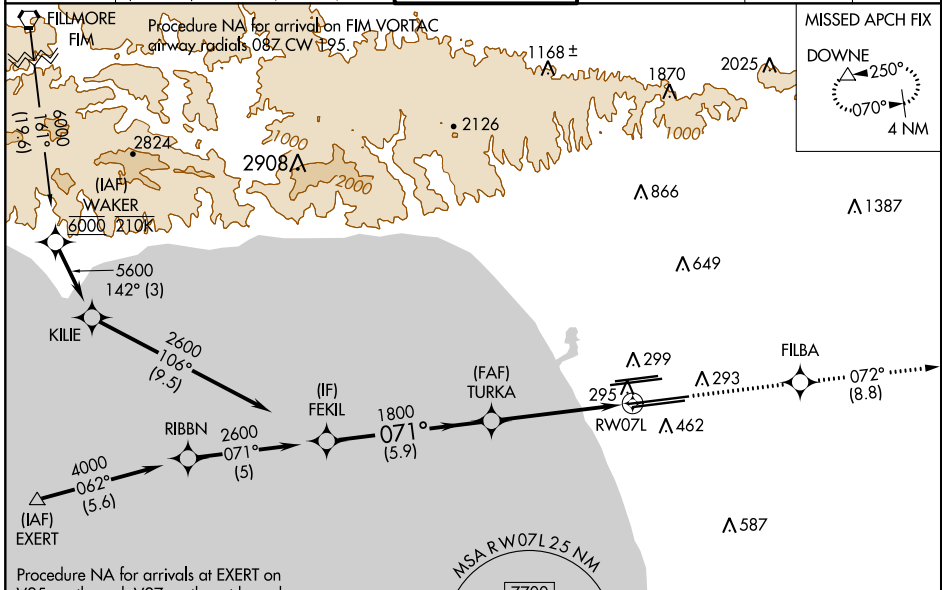 FILLMORE
FIM
Procedure NA for arrival on FIM VORTAC
airway radials 087 CW 195.
MISSED APCH FIX
DOWNE
250°
070°
4 NM
6000
161°
(19.6)
1168 ±
1870
2025
1000
2126
1000
2824
2908
2000
(IAF)
WAKER
6000 210K
866
1387
5600
142° (3)
649
KILIE
2600
106°
(9.5)
299
FILBA
(FAF)
TURKA
295
293
072°
(8.8)
(IF)
FEKIL
1800
071°
(5.9)
RW07L
462
RIBBN
2600
071°
(5)
4000
062°
(5.6)
(IAF)
EXERT
587
MSA RW07L 25 NM
Procedure NA for arrivals at EXERT on